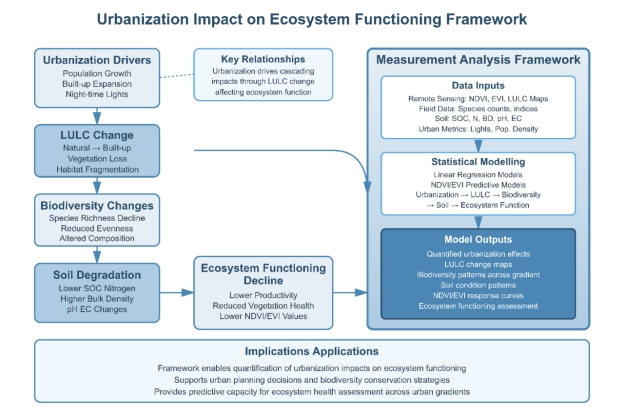 Urbanization Impact on Ecosystem Functioning Framework
Urbanization Drivers
Population Growth
Built-up Expansion
Night-time Lights
Key Relationships
Urbanization drives cascading
impacts through LULC change
affecting ecosystem function
LULC Change
Natural → Built-up
Vegetation Loss
Habitat Fragmentation
Biodiversity Changes
Species Richness Decline
Reduced Evenness
Altered Composition
Soil Degradation
Lower SOC Nitrogen
Higher Bulk Density
pH EC Changes
Ecosystem Functioning
Decline
Lower Productivity
Reduced Vegetation Health
Lower NDVI/EVI Values
Measurement Analysis Framework
Data Inputs
Remote Sensing: NDVI, EVI, LULC Maps
Field Data: Species counts, indices
Soil: SOC, N, BD, pH, EC
Urban Metrics: Lights, Pop. Density
Statistical Modelling
Linear Regression Models
NDVI/EVI Predictive Models
Urbanization → LULC → Biodiversity
→ Soil → Ecosystem Function
Model Outputs
Quantified urbanization effects
LULC change maps
Biodiversity patterns across gradient
Soil condition patterns
NDVI/EVI response curves
Ecosystem functioning assessment
Implications Applications
Framework enables quantification of urbanization impacts on ecosystem functioning
Supports urban planning decisions and biodiversity conservation strategies
Provides predictive capacity for ecosystem health assessment across urban gradients